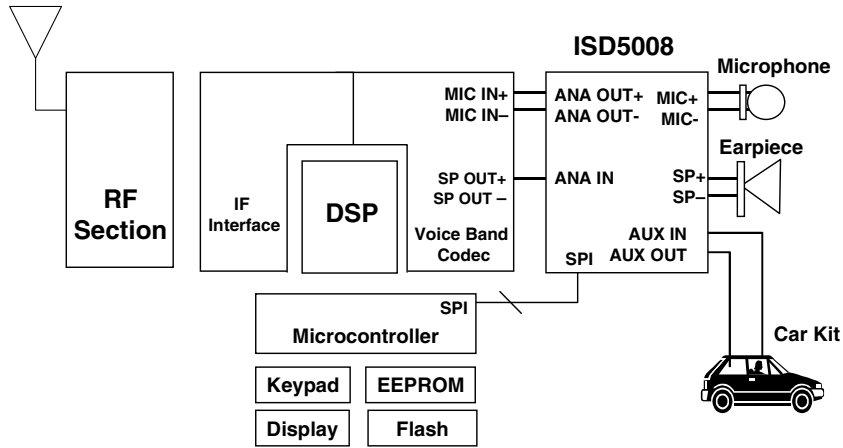 ISD5008
Microphone
MIC IN+
MIC IN–
ANA OUT+
ANA OUT-
MIC+
MIC-
Earpiece
RF
Section
IF
Interface
DSP
SP OUT+
SP OUT –
ANA IN
SP+
SP–
Voice Band
Codec
AUX IN
AUX OUT
SPI
SPI
Microcontroller
Car Kit
Keypad
EEPROM
Display
Flash